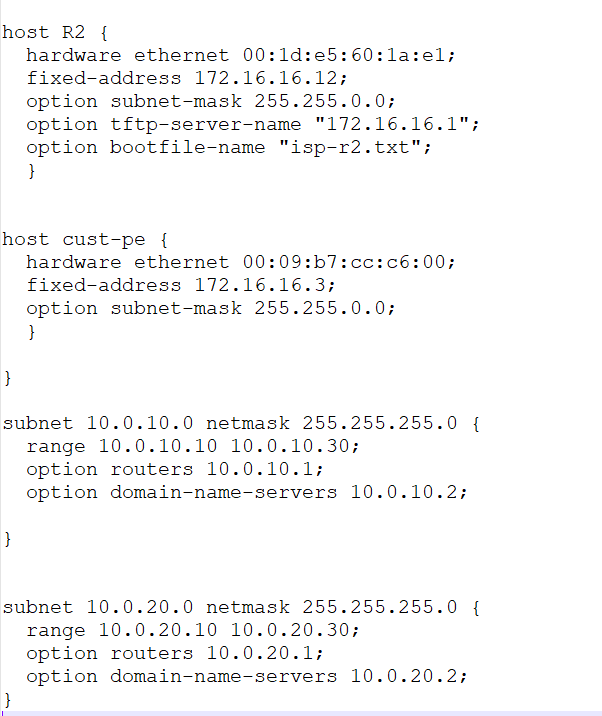 host R2 {
hardware ethernet 00:1d:e5:60:1a:e1;
fixed-address 172.16.16.12;
option subnet-mask 255.255.0.0;
option tftp-server-name "172.16.16.1";
option bootfile-name "isp-r2.txt";
}
host cust-pe {
hardware ethernet 00:09:b7:cc:c6:00;
fixed-address 172.16.16.3;
option subnet-mask 255.255.0.0;
}
}
subnet 10.0.10.0 netmask 255.255.255.0 {
range 10.0.10.10 10.0.10.30;
option routers 10.0.10.1;
option domain-name-servers 10.0.10.2;
}
subnet 10.0.20.0 netmask 255.255.255.0 {
range 10.0.20.10 10.0.20.30;
option routers 10.0.20.1;
option domain-name-servers 10.0.20.2;
}